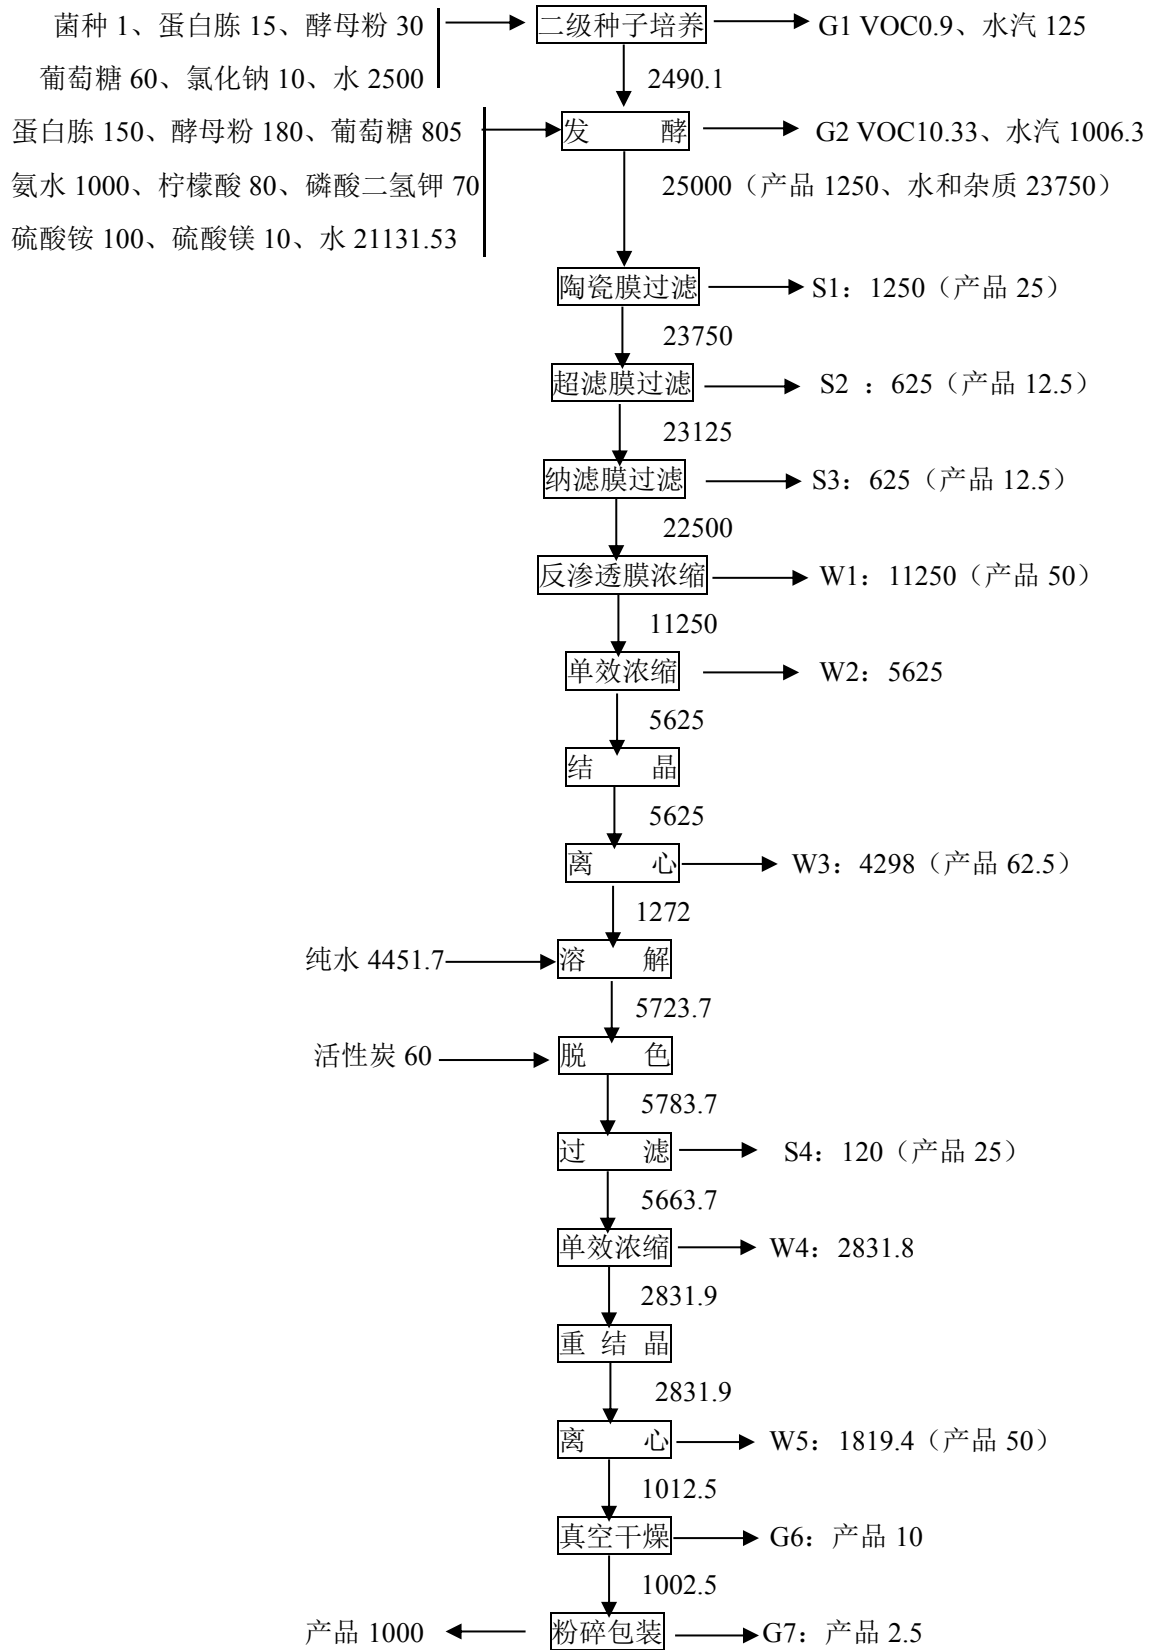 菌种 1、蛋白胨 15、酵母粉 30
二级种子培养
G1 VOC0.9、水汽 125
葡萄糖 60、氯化钠 10、水 2500
2490.1
蛋白胨 150、酵母粉 180、葡萄糖 805
发 酵
G2 VOC10.33、水汽 1006.3
氨水 1000、柠檬酸 80、磷酸二氢钾 70
25000（产品 1250、水和杂质 23750）
硫酸铵 100、硫酸镁 10、水 21131.53
陶瓷膜过滤
S1：1250（产品 25）
23750
超滤膜过滤
S2 ：625（产品 12.5）
23125
纳滤膜过滤
S3：625（产品 12.5）
22500
反渗透膜浓缩
W1：11250（产品 50）
11250
单效浓缩
W2：5625
5625
结 晶
5625
离 心
W3：4298（产品 62.5）
1272
纯水 4451.7
溶 解
5723.7
活性炭 60
脱 色
5783.7
过 滤
S4：120（产品 25）
5663.7
单效浓缩
W4：2831.8
2831.9
重 结 晶
2831.9
离 心
W5：1819.4（产品 50）
1012.5
真空干燥
G6：产品 10
1002.5
产品 1000
粉碎包装
G7：产品 2.5